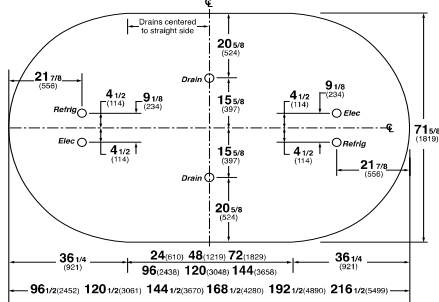 ℄
Drains centered
to straight side
20 5/8
(524)
21 7/8
(556)
Drain
4 1/2
(114)
9 1/8
(234)
15 5/8
(397)
4 1/2
(114)
9 1/8
(234)
Refrig
Elec
℄
71 5/8
(1819)
Elec
Refrig
4 1/2
(114)
15 5/8
(397)
4 1/2
(114)
21 7/8
(556)
Drain
20 5/8
(524)
36 1/4
(921)
24(610) 48(1219) 72(1829)
96(2438) 120(3048) 144(3658)
36 1/4
(921)
96 1/2(2452) 120 1/2(3061) 144 1/2(3670) 168 1/2(4280) 192 1/2(4890) 216 1/2(5499)